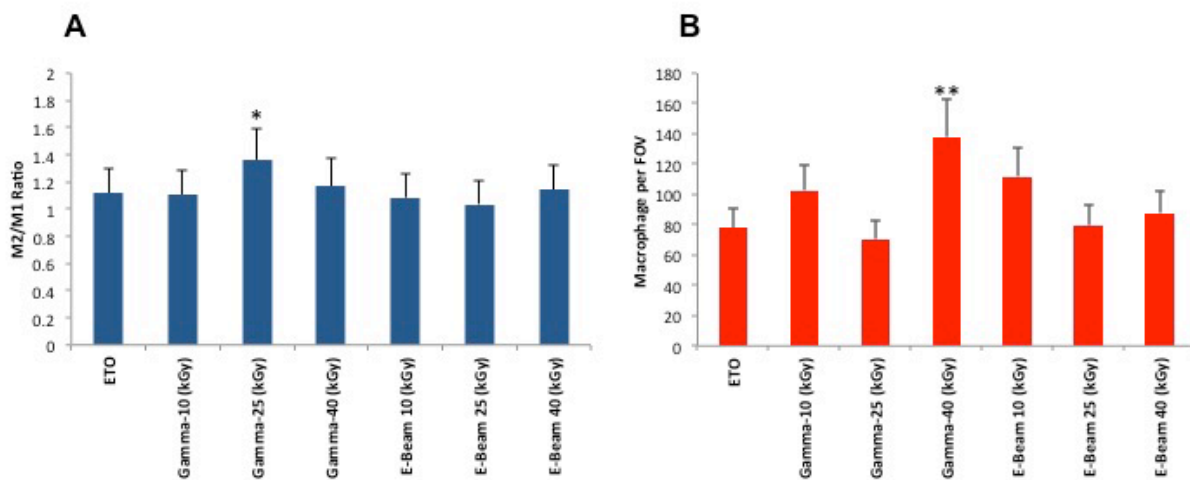 A
M2/M1 Ratio
2
1.8
1.6
1.4
1.2
1
0.8
0.6
0.4
0.2
0
*
ETO
Gamma-10 (kGy)
Gamma-25 (kGy)
Gamma-40 (kGy)
E-Beam 10 (kGy)
E-Beam 25 (kGy)
E-Beam 40 (kGy)
B
Macrophage per FOV
180
160
140
120
100
80
60
40
20
0
**
ETO
Gamma-10 (kGy)
Gamma-25 (kGy)
Gamma-40 (kGy)
E-Beam 10 (kGy)
E-Beam 25 (kGy)
E-Beam 40 (kGy)